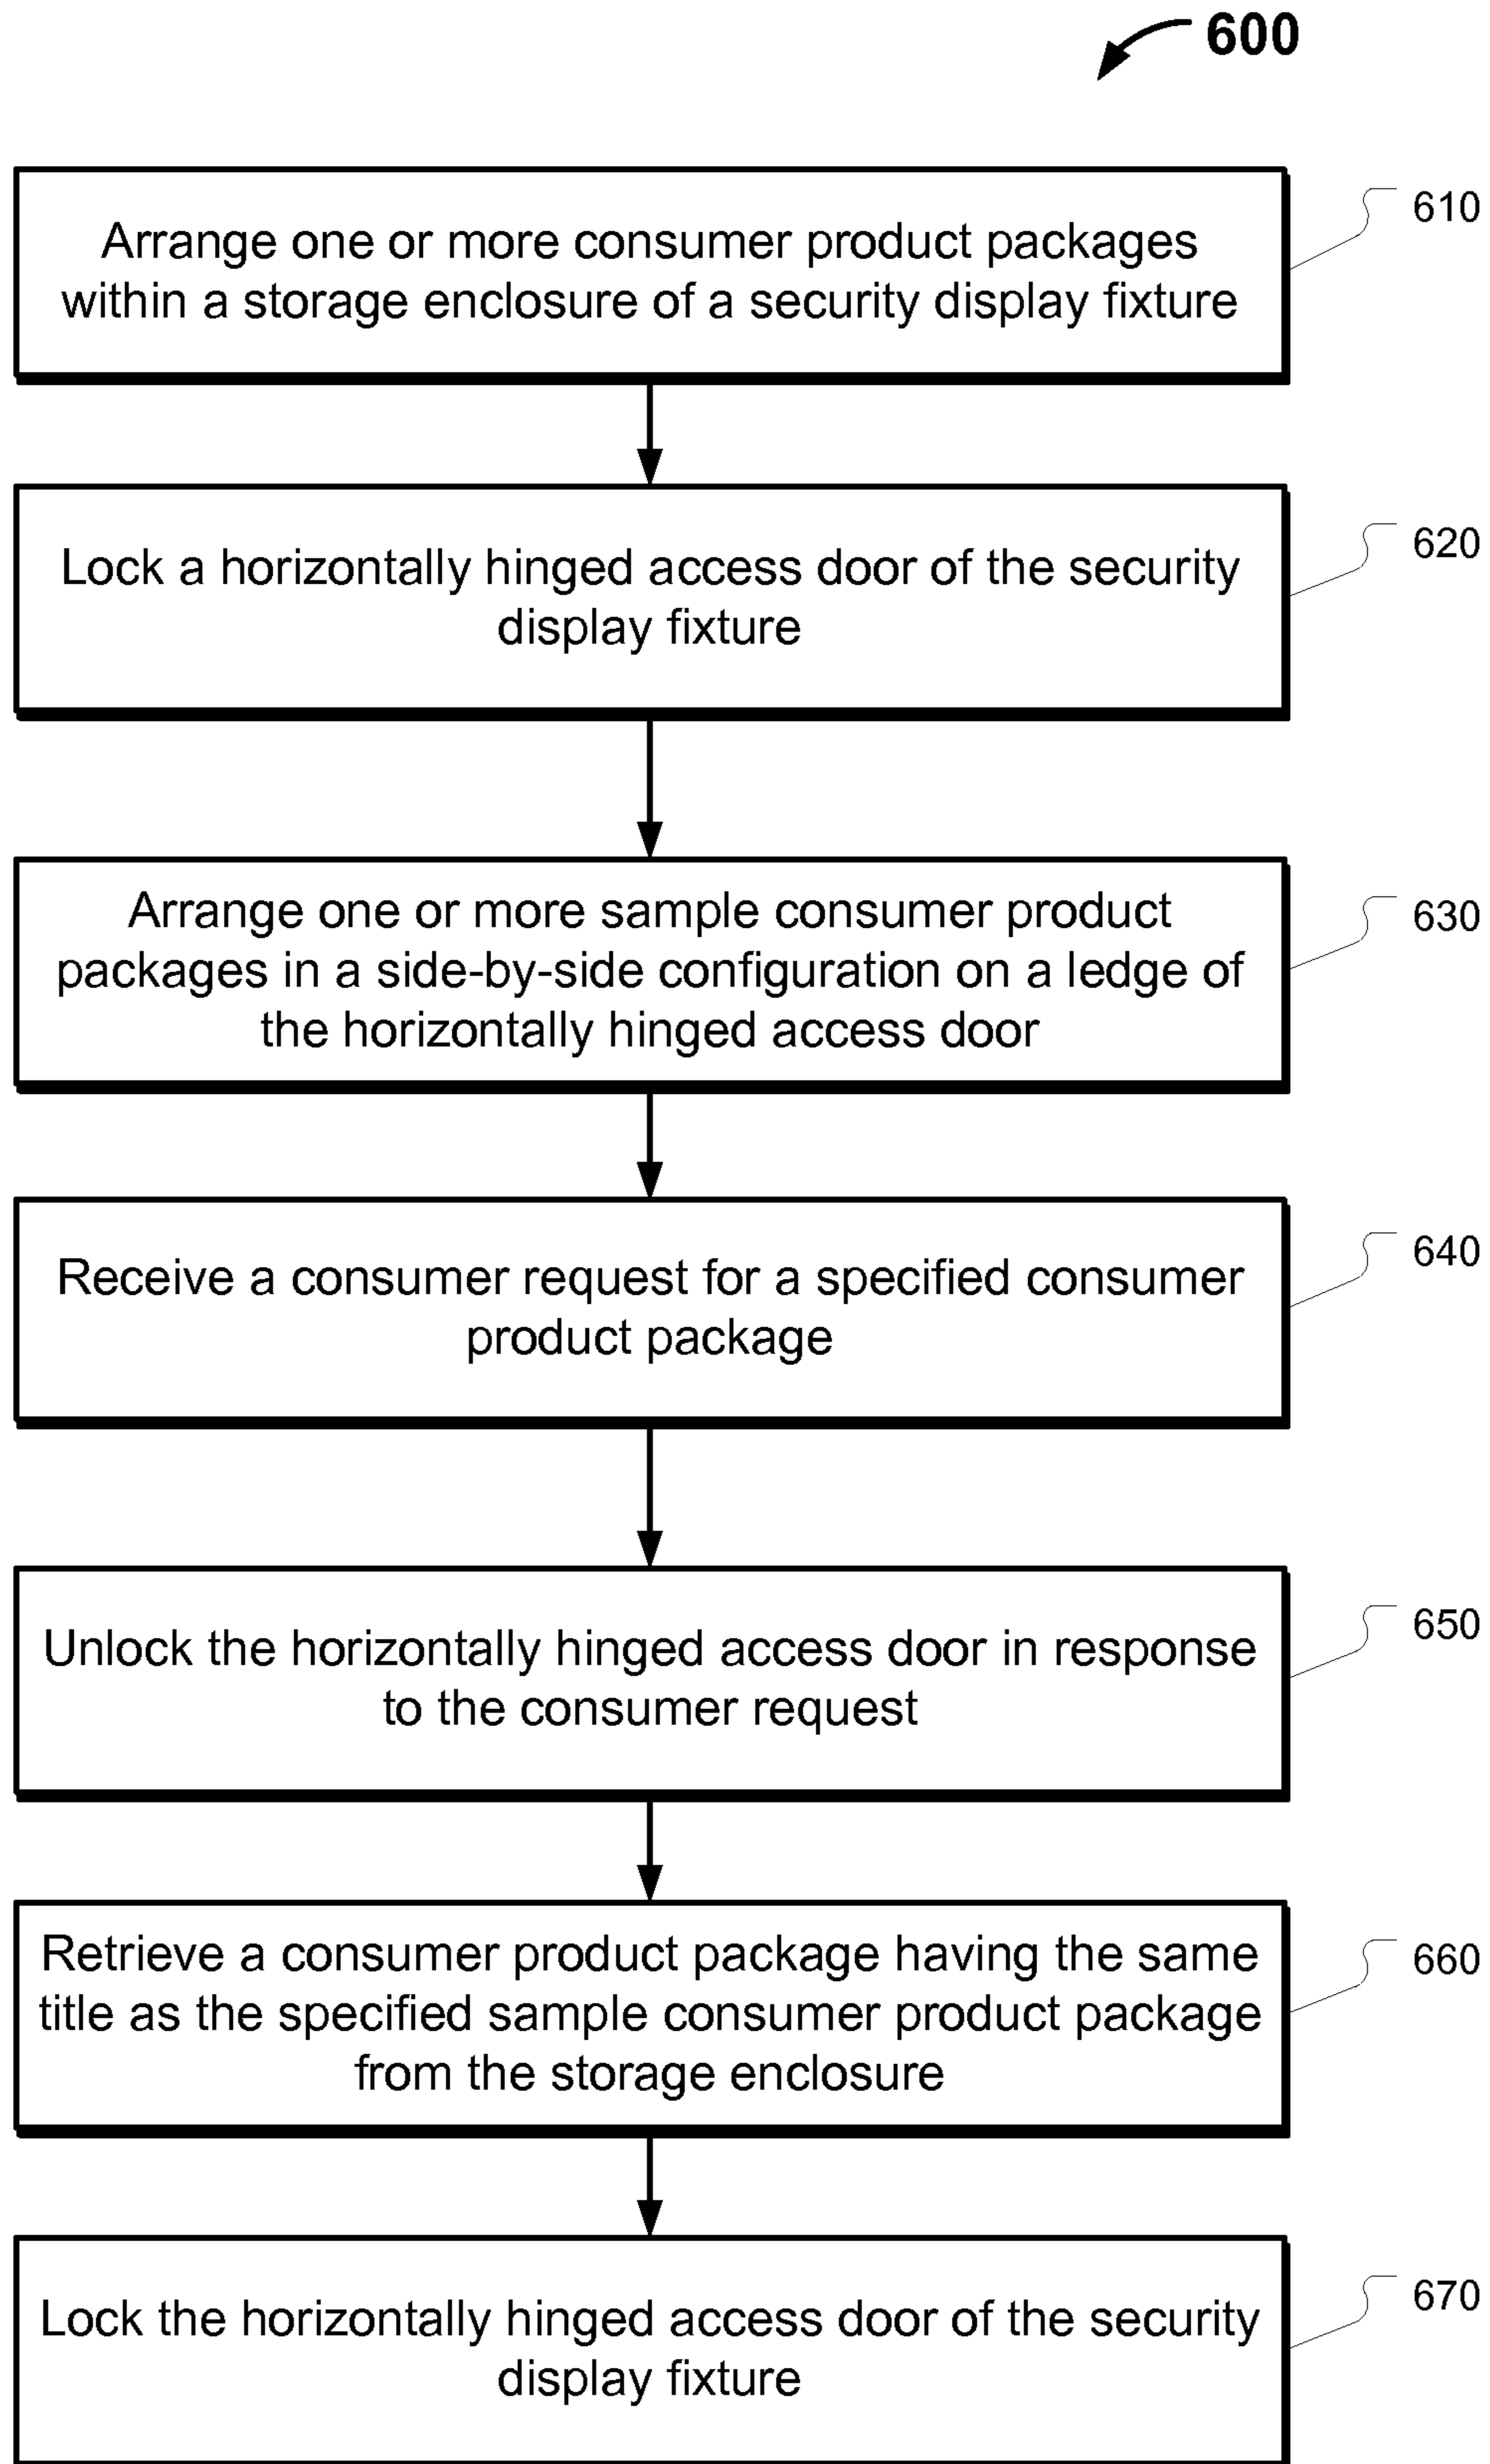 600
Arrange one or more consumer product packages
within a storage enclosure of a security display fixture
610
Lock a horizontally hinged access door of the security
display fixture
620
Arrange one or more sample consumer product
packages in a side-by-side configuration on a ledge of
the horizontally hinged access door
630
Receive a consumer request for a specified consumer
product package
640
Unlock the horizontally hinged access door in response
to the consumer request
650
Retrieve a consumer product package having the same
title as the specified sample consumer product package
from the storage enclosure
660
Lock the horizontally hinged access door of the security
display fixture
670